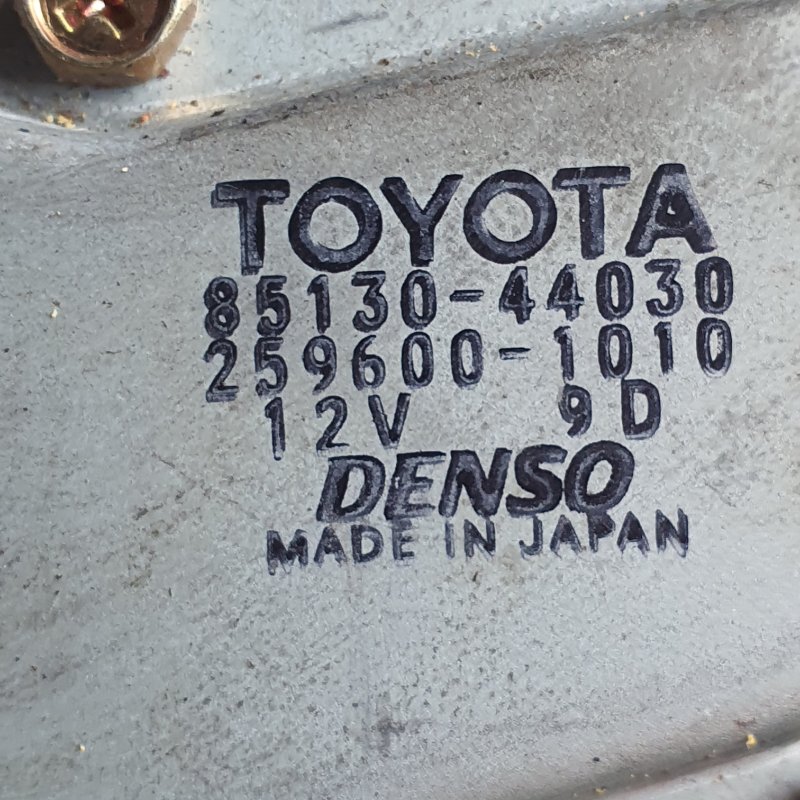 TOYOTA
85130-44030
259600-1010
12V 9D
DENSO
MADE IN JAPAN